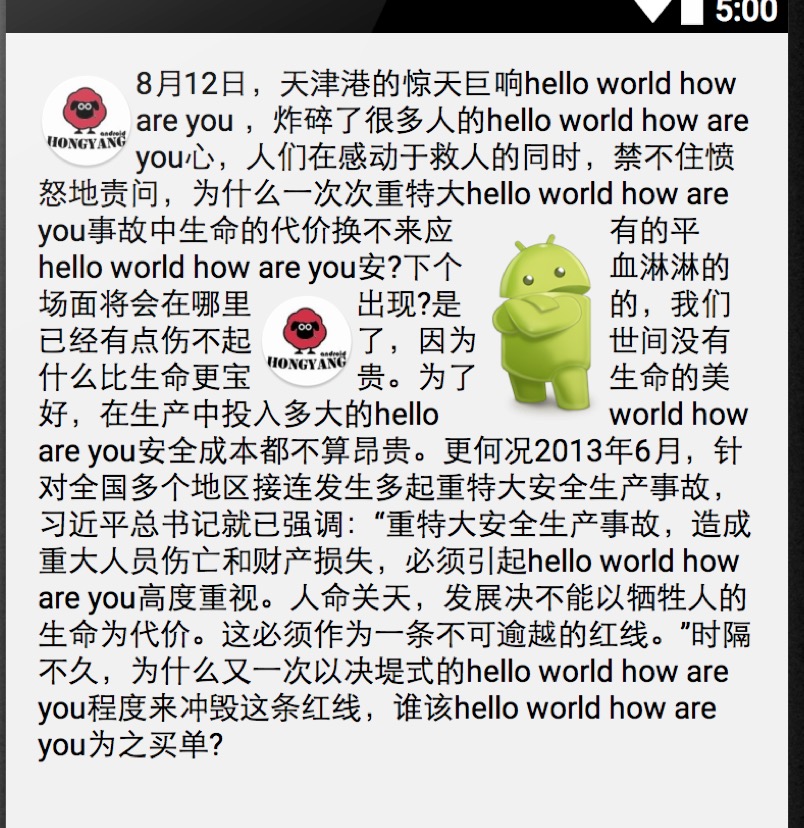 5:00
8月12日，天津港的惊天巨响hello world how
are you ，炸碎了很多人的hello world how are
you心，人们在感动于救人的同时，禁不住愤
android
HONGYANG
怒地责问，为什么一次次重特大hello world how are
you事故中生命的代价换不来应 有的平
hello world how are you安?下个 血淋淋的
场面将会在哪里 出现?是 的，我们
已经有点伤不起 了，因为 世间没有
android
HONGYANG
什么比生命更宝 贵。为了 生命的美
好，在生产中投入多大的hello world how
are you安全成本都不算昂贵。更何况2013年6月，针
对全国多个地区接连发生多起重特大安全生产事故，
习近平总书记就已强调：“重特大安全生产事故，造成
重大人员伤亡和财产损失，必须引起hello world how
are you高度重视。人命关天，发展决不能以牺牲人的
生命为代价。这必须作为一条不可逾越的红线。”时隔
不久，为什么又一次以决堤式的hello world how are
you程度来冲毁这条红线，谁该hello world how are
you为之买单?